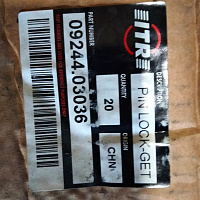 ITR
PART NUMBER
09244.03036
DESCRIPTION
PIN LOCK-GET
QUANTITY
20
ORIGIN
CHN